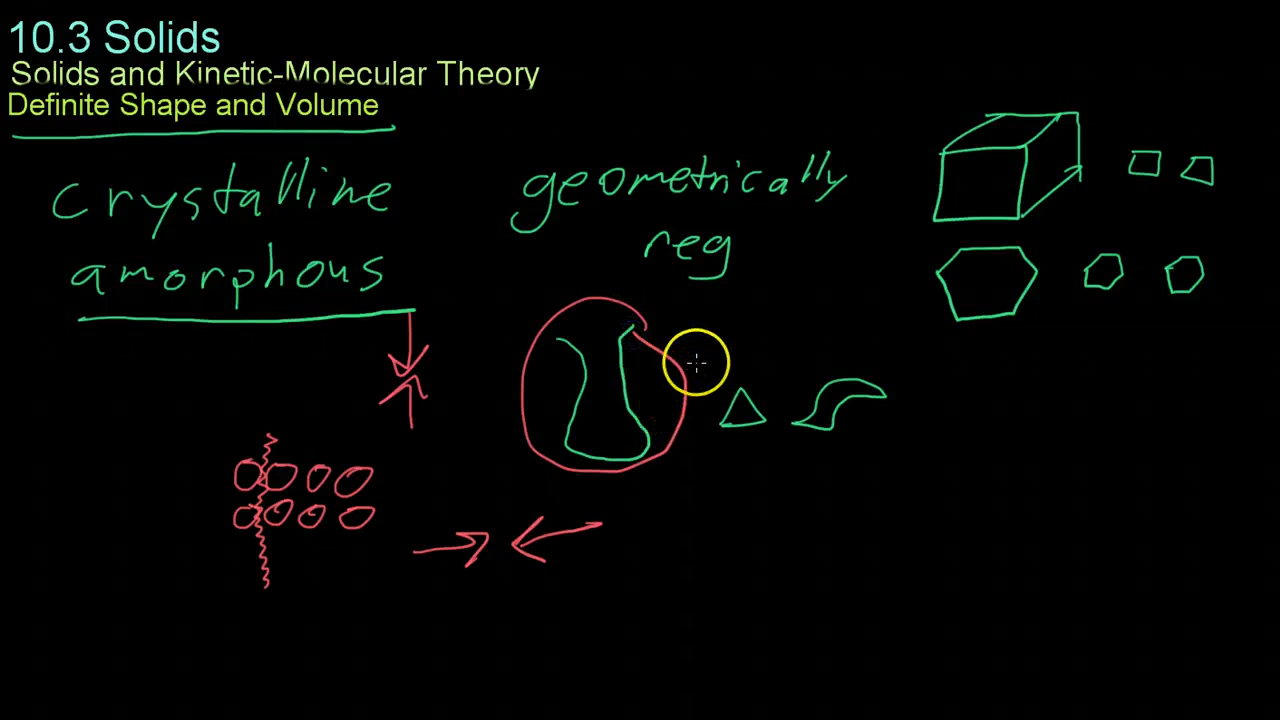 10.3 Solids
Solids and Kinetic-Molecular Theory
Definite Shape and Volume
crystalline
amorphous
geometrically
reg